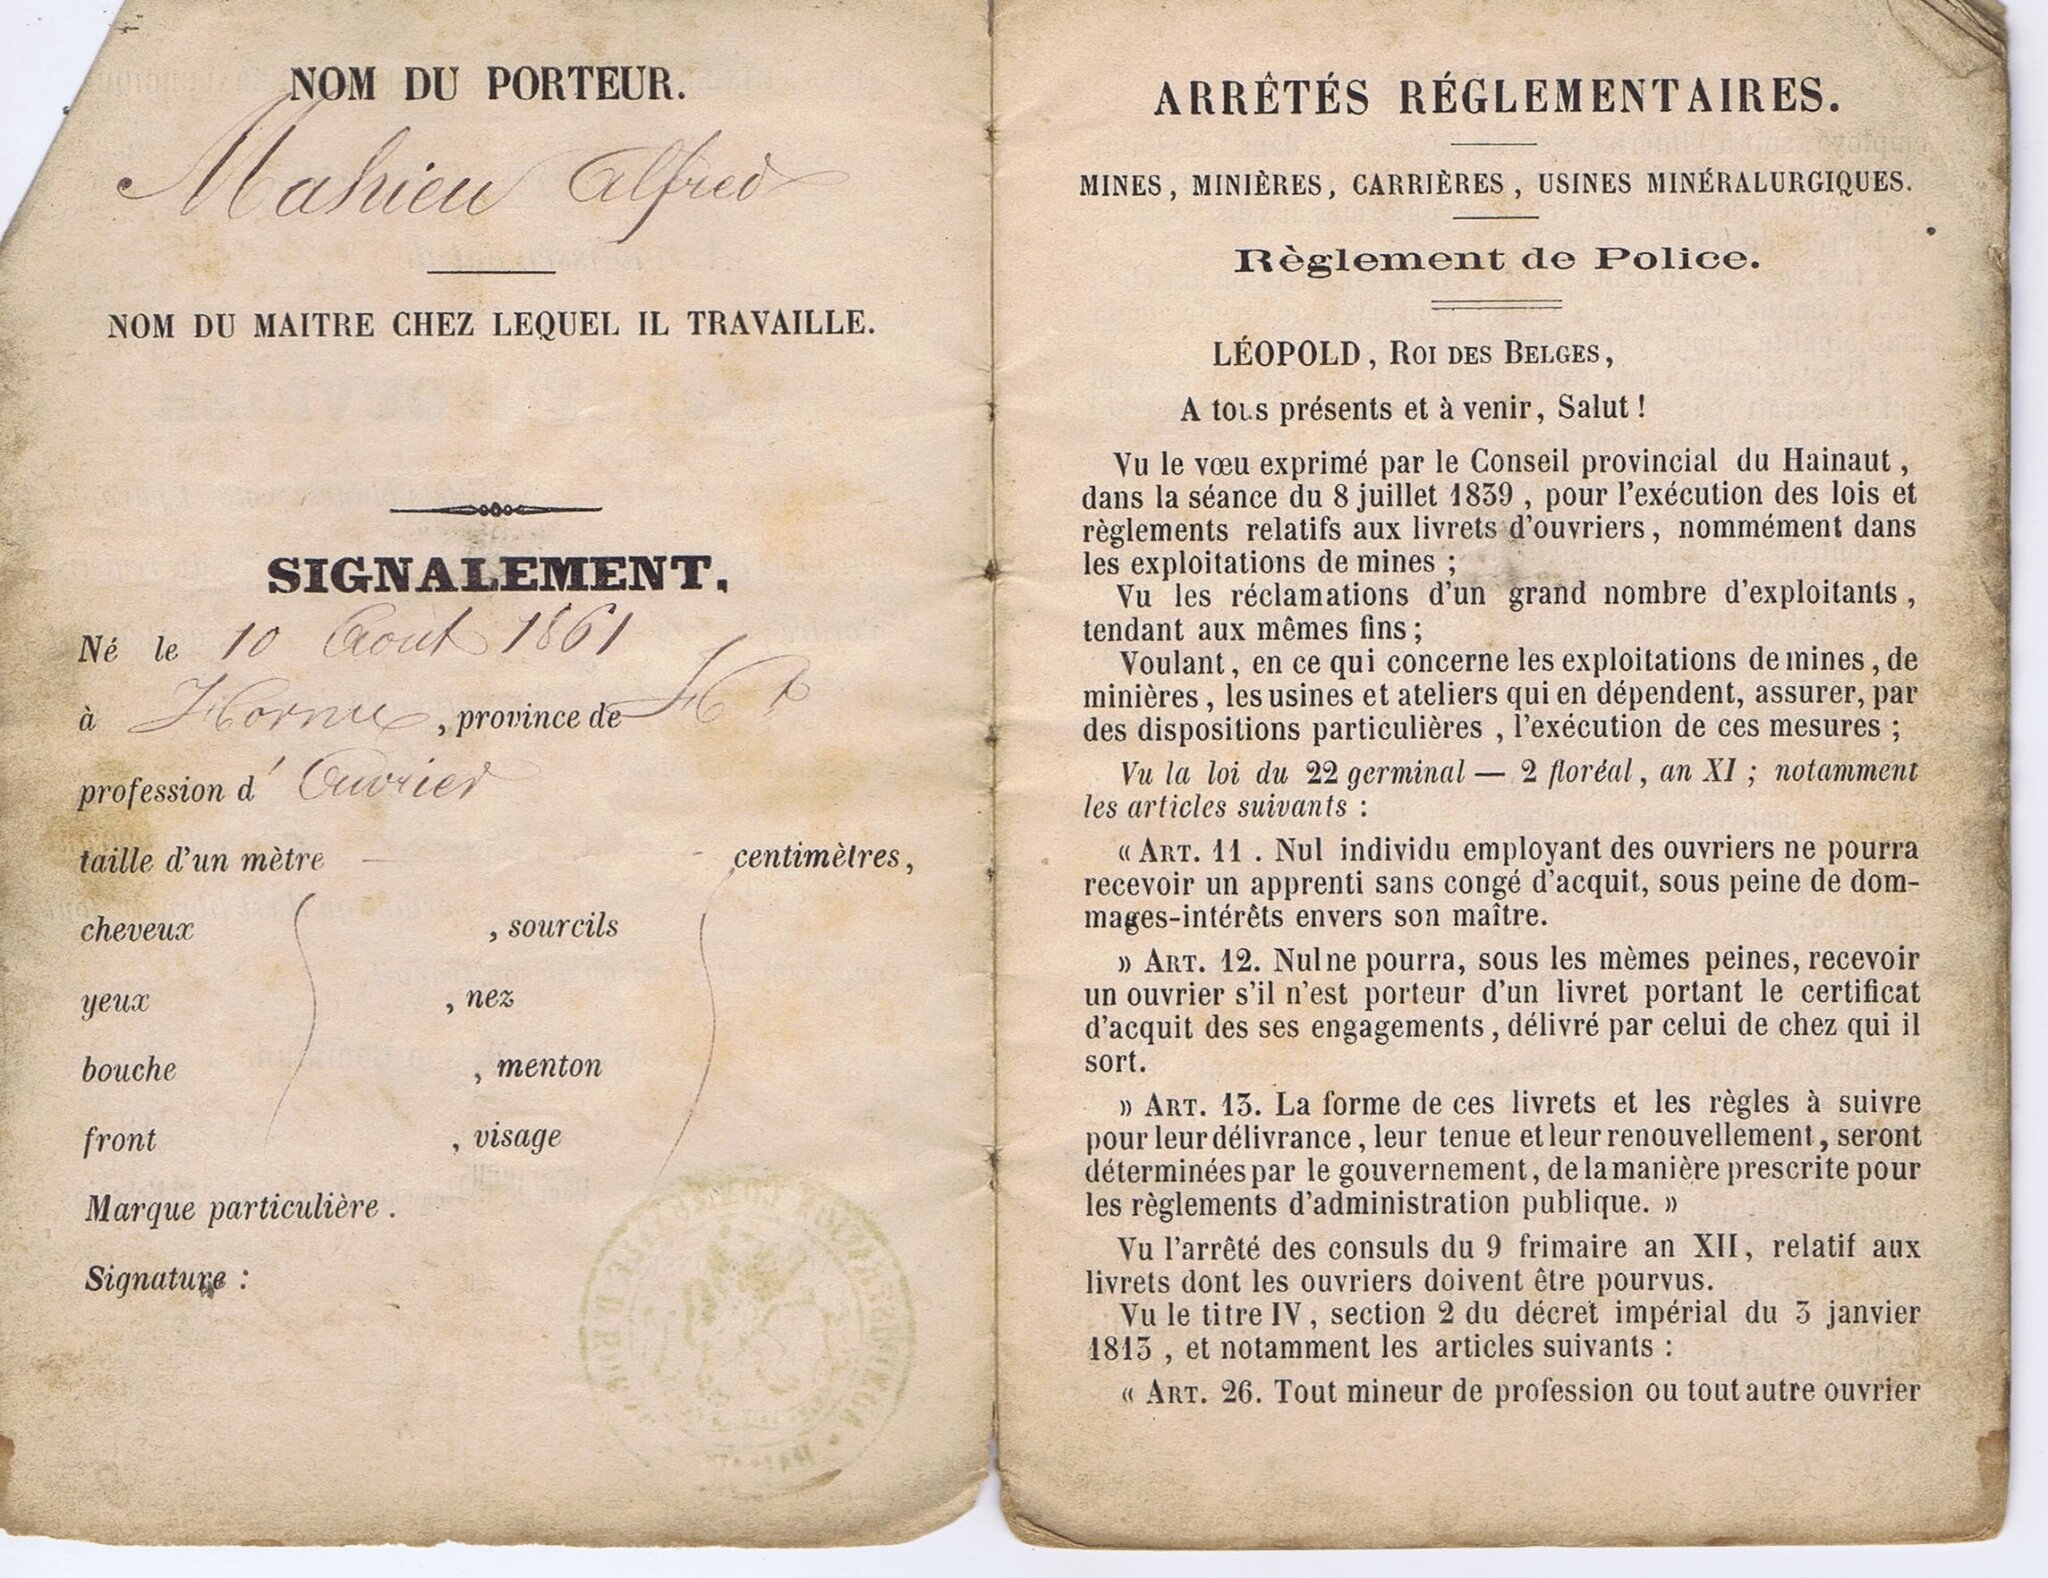 NOM DU PORTEUR.
Mahieu Alfred
NOM DU MAITRE CHEZ LEQUEL IL TRAVAILLE.
SIGNALEMENT.
Né le 10 Août 1861
à Hornu, province de Ht
profession d' Ouvrier
taille d'un mètre centimètres,
cheveux , sourcils
yeux , nez
bouche , menton
front , visage
Marque particulière.
Signature :
ARRÊTÉS RÉGLEMENTAIRES.
MINES, MINIÈRES, CARRIÈRES, USINES MINÉRALURGIQUES.
Règlement de Police.
LÉOPOLD, ROI DES BELGES,
A tous présents et à venir, Salut !
Vu le vœu exprimé par le Conseil provincial du Hainaut,
dans la séance du 8 juillet 1839, pour l'exécution des lois et
règlements relatifs aux livrets d'ouvriers, nommément dans
les exploitations de mines ;
Vu les réclamations d'un grand nombre d'exploitants,
tendant aux mêmes fins ;
Voulant, en ce qui concerne les exploitations de mines, de
minières, les usines et ateliers qui en dépendent, assurer, par
des dispositions particulières, l'exécution de ces mesures ;
Vu la loi du 22 germinal — 2 floréal, an XI ; notamment
les articles suivants :
« ART. 11. Nul individu employant des ouvriers ne pourra
recevoir un apprenti sans congé d'acquit, sous peine de dom-
mages-intérêts envers son maître.
» ART. 12. Nul ne pourra, sous les mèmes peines, recevoir
un ouvrier s'il n'est porteur d'un livret portant le certificat
d'acquit des ses engagements, délivré par celui de chez qui il
sort.
» ART. 13. La forme de ces livrets et les règles à suivre
pour leur délivrance, leur tenue et leur renouvellement, seront
déterminées par le gouvernement, de la manière prescrite pour
les règlements d'administration publique. »
Vu l'arrêté des consuls du 9 frimaire an XII, relatif aux
livrets dont les ouvriers doivent être pourvus.
Vu le titre IV, section 2 du décret impérial du 3 janvier
1813, et notamment les articles suivants :
« ART. 26. Tout mineur de profession ou tout autre ouvrier